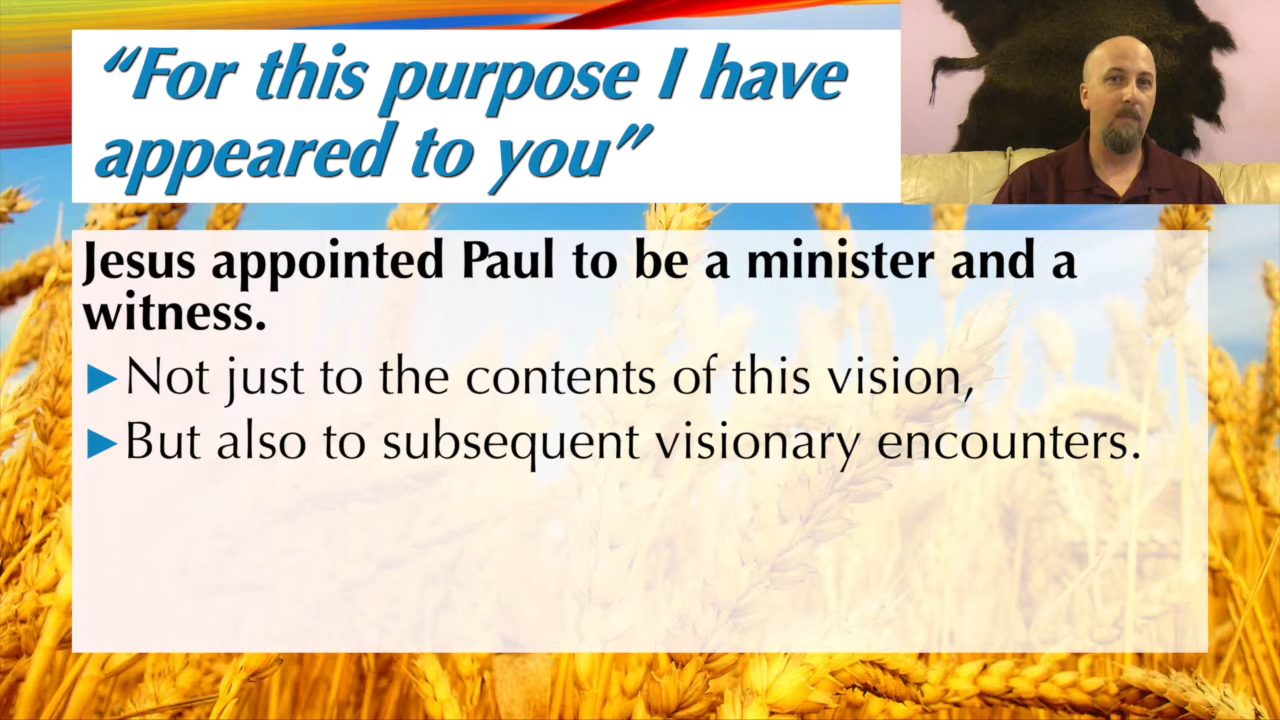 “For this purpose I have
appeared to you”
Jesus appointed Paul to be a minister and a
witness.
►Not just to the contents of this vision,
►But also to subsequent visionary encounters.